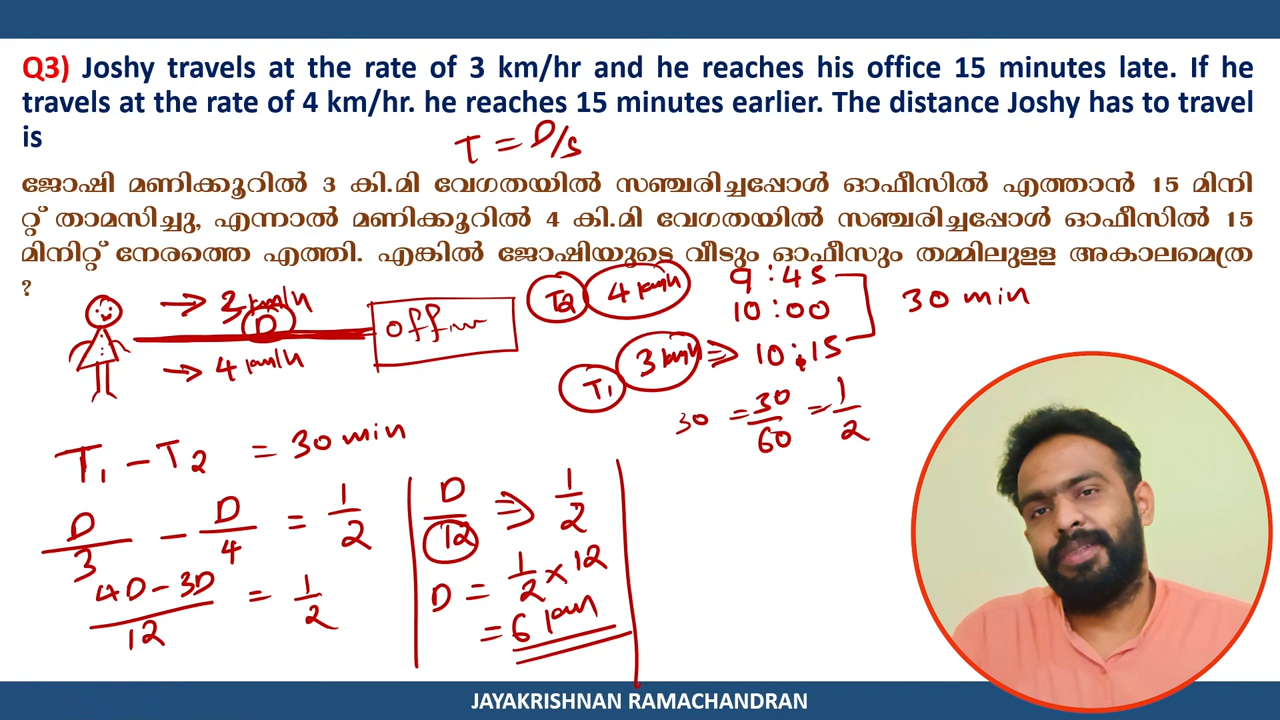 Q3) Joshy travels at the rate of 3 km/hr and he reaches his office 15 minutes late. If he
travels at the rate of 4 km/hr. he reaches 15 minutes earlier. The distance Joshy has to travel
is
T = D/s
ജോഷി മണിക്കൂറിൽ 3 കി.മി വേഗതയിൽ സഞ്ചരിച്ചപ്പോൾ ഓഫീസിൽ എത്താൻ 15 മിനി
റ്റ് താമസിച്ചു, എന്നാൽ മണിക്കൂറിൽ 4 കി.മി വേഗതയിൽ സഞ്ചരിച്ചപ്പോൾ ഓഫീസിൽ 15
മിനിറ്റ് നേരത്തെ എത്തി. എങ്കിൽ ജോഷിയുടെ വീടും ഓഫീസും തമ്മിലുളള അകാലമെത്ര
?
3 km/h
D
4 km/h
T2 4 km/h 9:45
10:00
30 min
T1 3 km/h ⇒ 10:15
30 = 30/60 = 1/2
T1 - T2 = 30 min
D/3 - D/4 = 1/2
4D-3D/12 = 1/2
D/12 ⇒ 1/2
D = 1/2 × 12
= 6
JAYAKRISHNAN RAMACHANDRAN